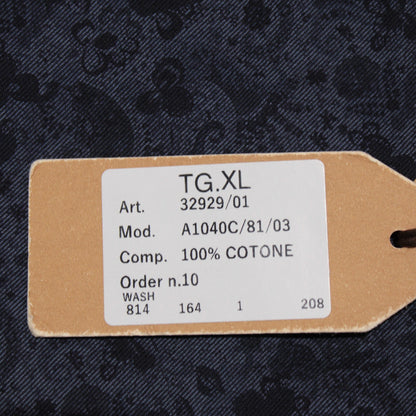 TG.XL
Art. 32929/01
Mod. A1040C/81/03
Comp. 100% COTONE
Order n.10
WASH
814 164 1 208